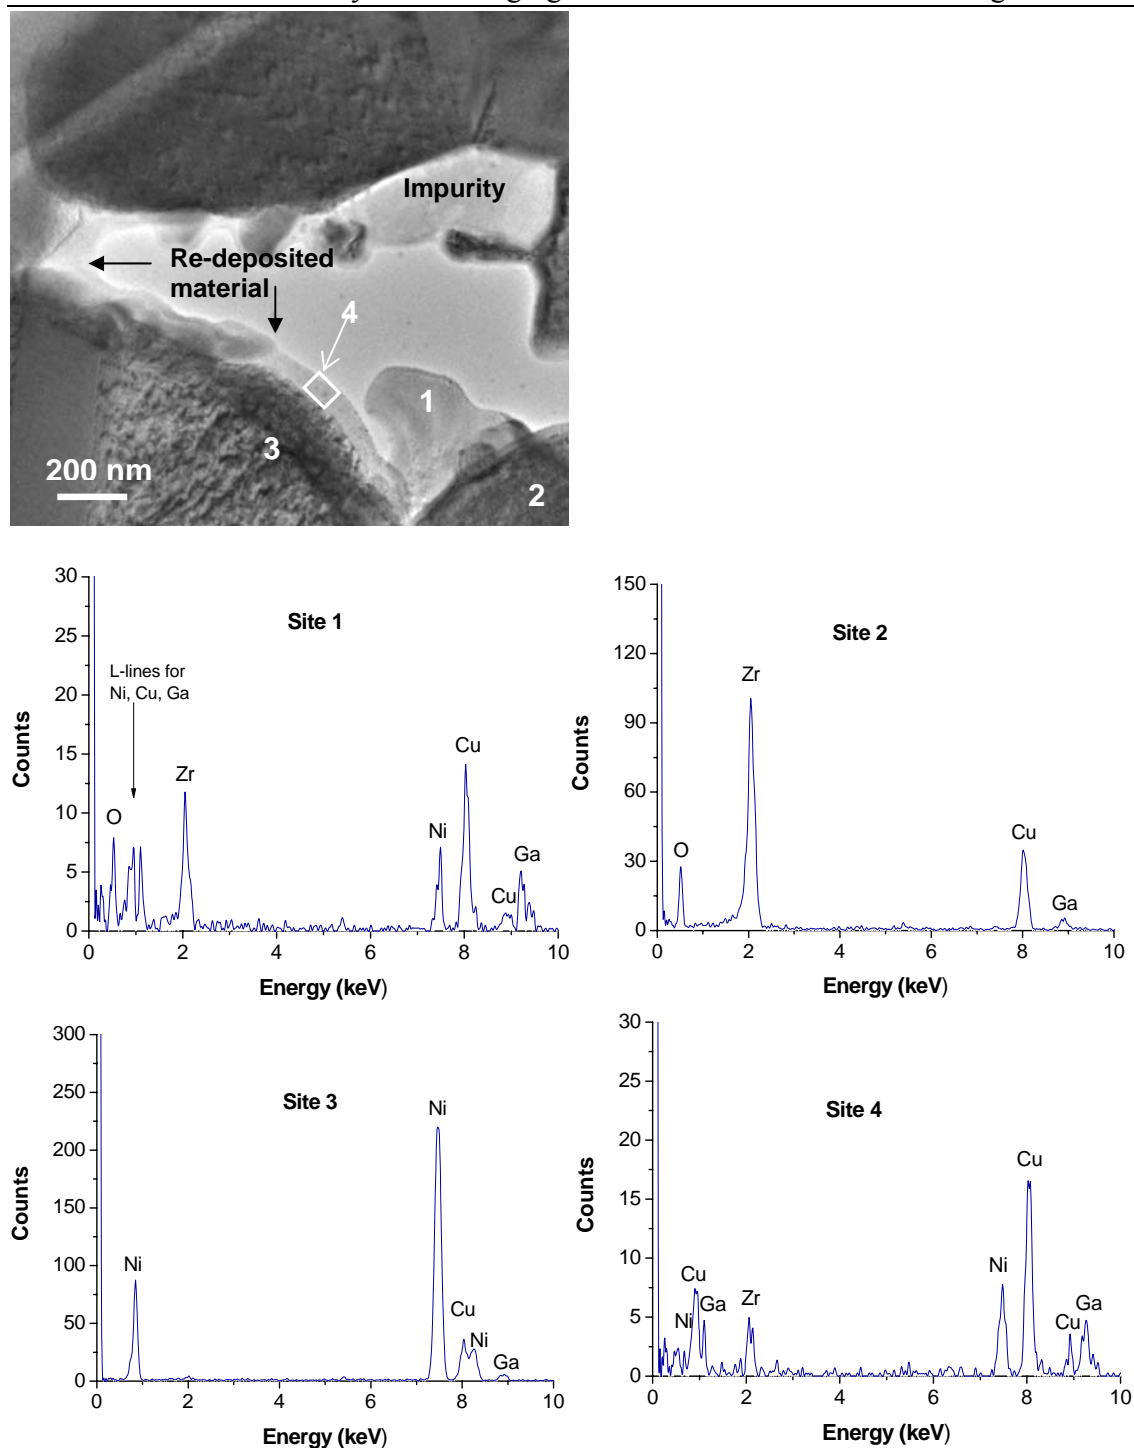 Impurity
Re-deposited
material
4
1
3
2
200 nm
30
25
20
15
10
5
0
Counts
Site 1
L-lines for
Ni, Cu, Ga
O
Zr
Ni
Cu
Cu
Ga
0 2 4 6 8 10
Energy (keV)
150
120
90
60
30
0
Counts
Site 2
Zr
O
Cu
Ga
0 2 4 6 8 10
Energy (keV)
300
250
200
150
100
50
0
Counts
Site 3
Ni
Ni
Cu
Ni
Ga
0 2 4 6 8 10
Energy (keV)
30
25
20
15
10
5
0
Counts
Site 4
Cu
Ni
Ga
Zr
Ni
Cu
Cu
Ga
0 2 4 6 8 10
Energy (keV)